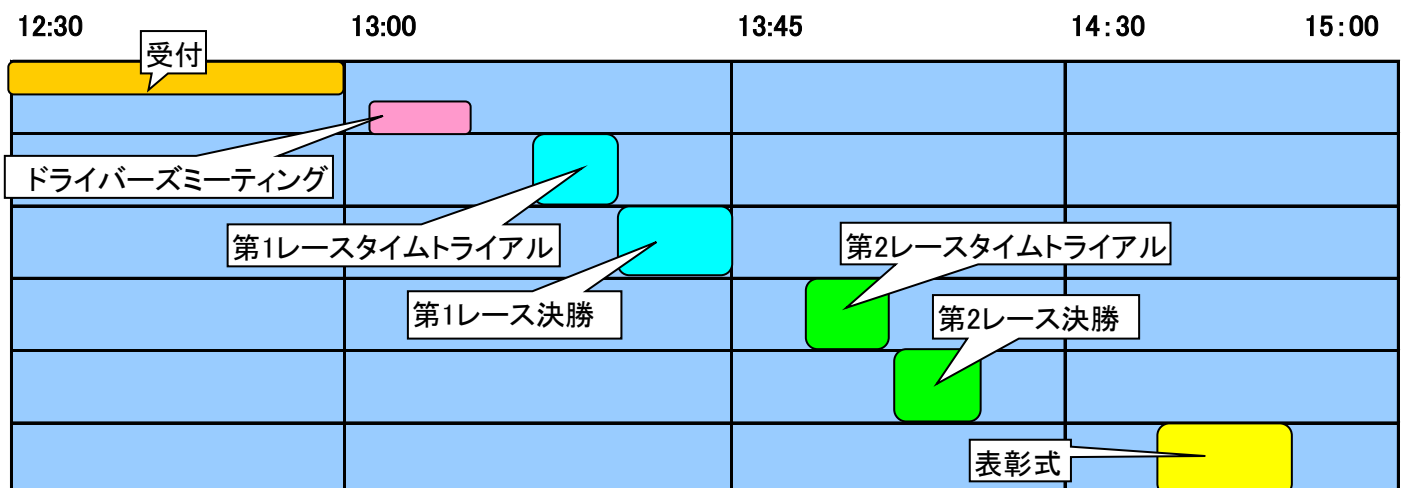 12:30 13:00 13:45 14:30 15:00
受付
ドライバーズミーティング
第1レースタイムトライアル
第2レースタイムトライアル
第1レース決勝
第2レース決勝
表彰式